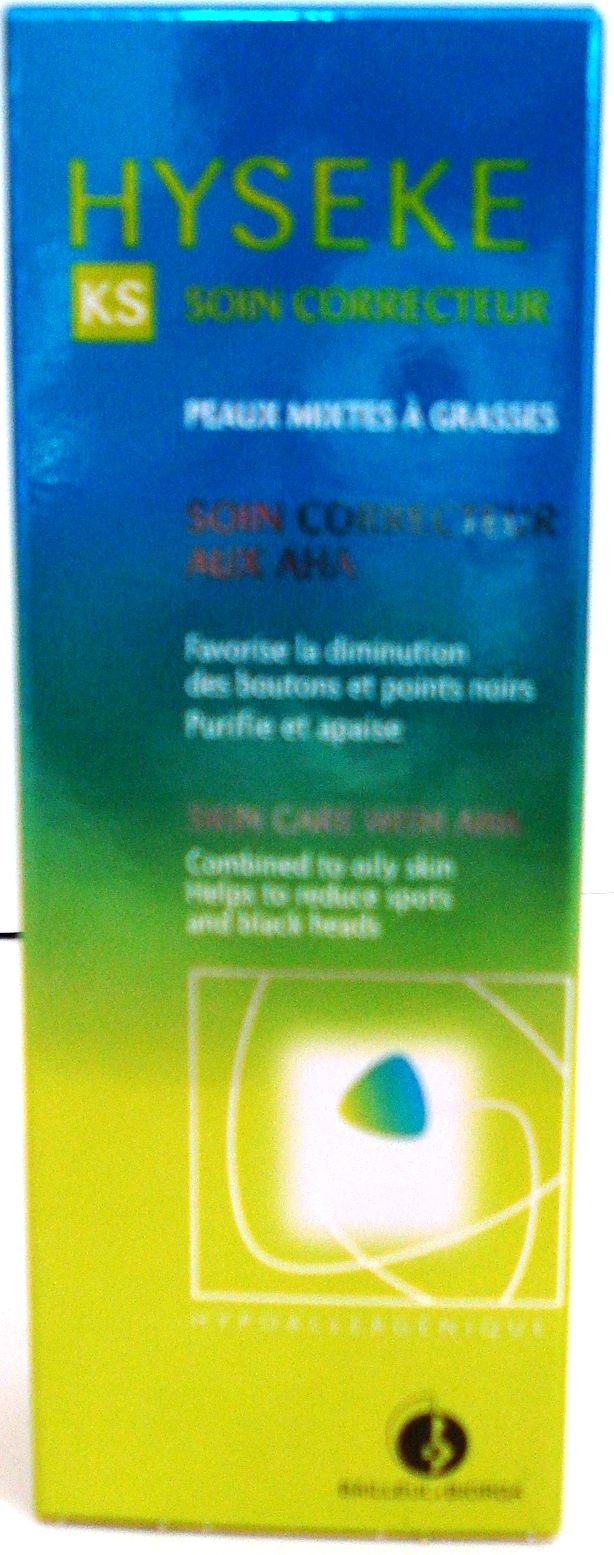 HYSEKE
KS SOIN CORRECTEUR
PEAUX MIXTES À GRASSES
SOIN CORRECTEUR
AUX AHA
Favorise la diminution
des boutons et points noirs
Purifie et apaise
SKIN CARE WITH AHA
Combined to oily skin
Helps to reduce spots
and black heads
HYPOALLERGENIQUE